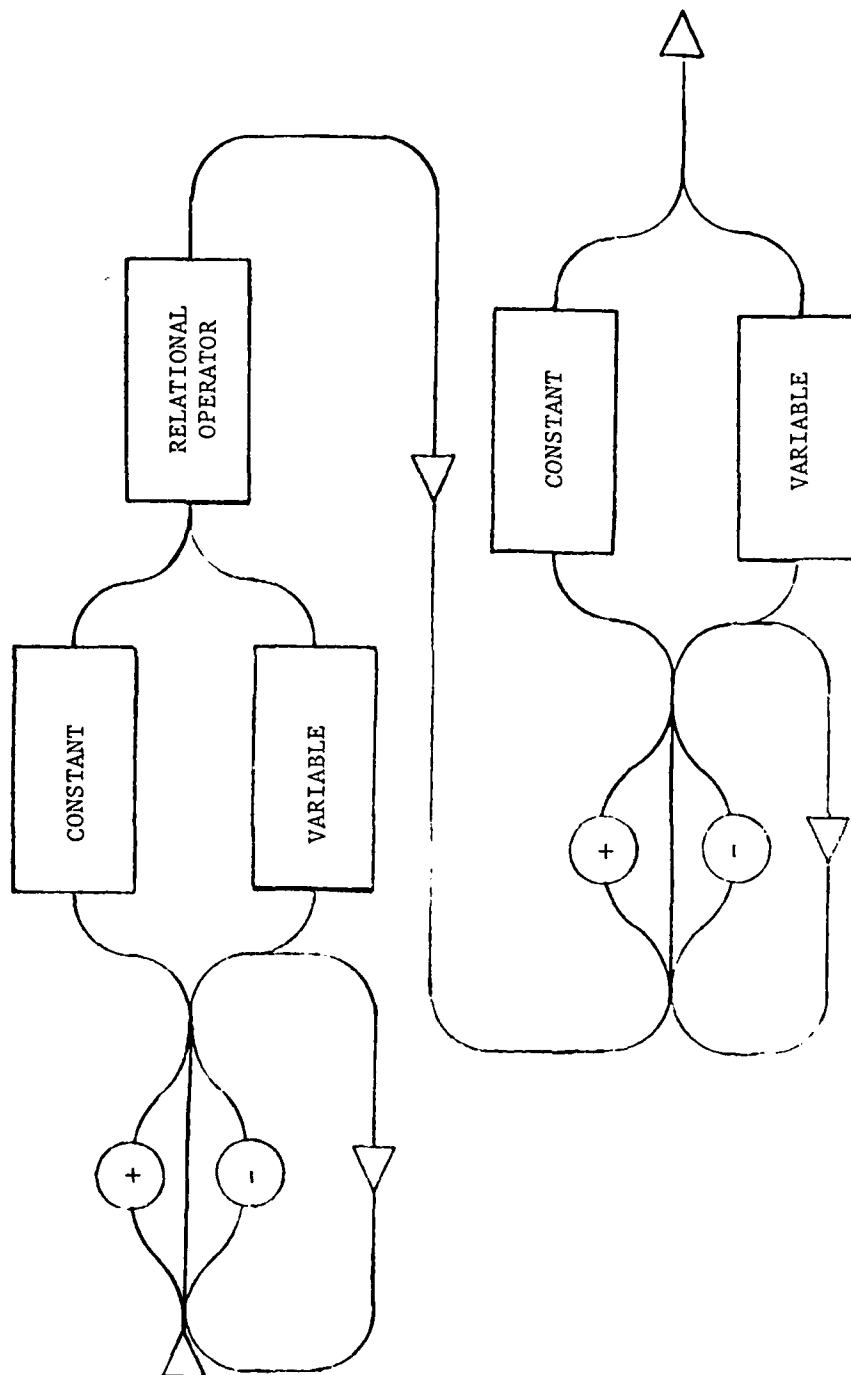 CONSTANT
VARIABLE
+
-
RELATIONAL
OPERATOR
CONSTANT
VARIABLE
+
-